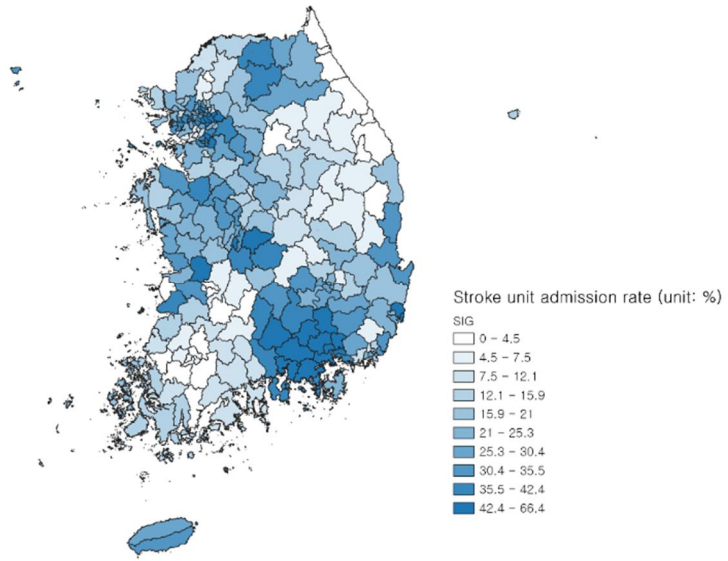 Stroke unit admission rate (unit: %)
SIG
0 - 4.5
4.5 - 7.5
7.5 - 12.1
12.1 - 15.9
15.9 - 21
21 - 25.3
25.3 - 30.4
30.4 - 35.5
35.5 - 42.4
42.4 - 66.4